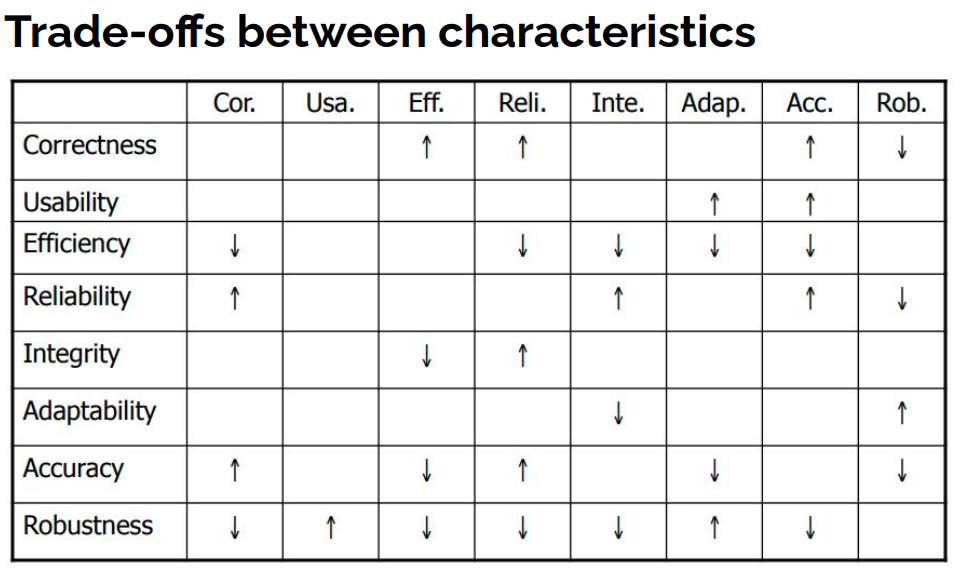 Trade-offs between characteristics
Cor. Usa. Eff. Reli. Inte. Adap. Acc. Rob.
Correctness ↑ ↑ ↑ ↓
Usability ↑ ↑
Efficiency ↓ ↓ ↓ ↓ ↓
Reliability ↑ ↑ ↑ ↓
Integrity ↓ ↑
Adaptability ↓ ↑
Accuracy ↑ ↓ ↑ ↓ ↓
Robustness ↓ ↑ ↓ ↓ ↓ ↑ ↓